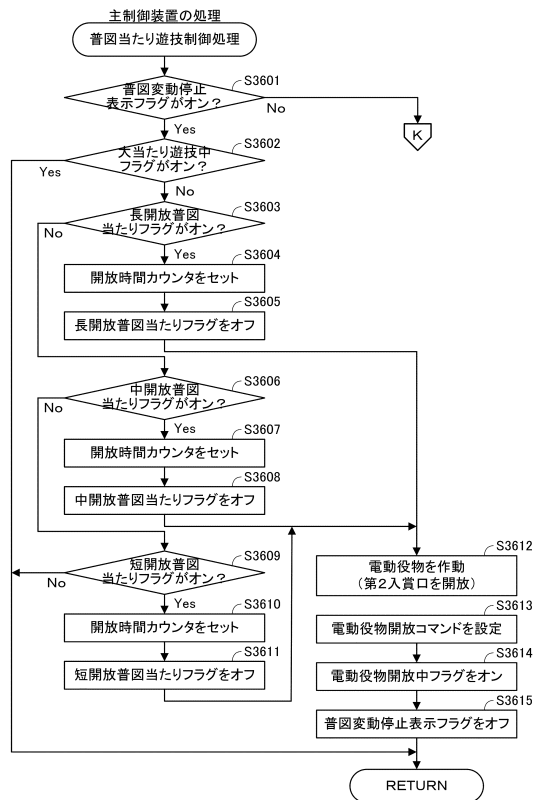 主制御装置の処理
普図当たり遊技制御処理
S3601
普図変動停止
表示フラグがオン？
No
K
Yes
S3602
大当たり遊技中
フラグがオン？
Yes
No
S3603
長開放普図
当たりフラグがオン？
No
Yes
S3604
開放時間カウンタをセット
S3605
長開放普図当たりフラグをオフ
S3606
中開放普図
当たりフラグがオン？
No
Yes
S3607
開放時間カウンタをセット
S3608
中開放普図当たりフラグをオフ
S3609
短開放普図
当たりフラグがオン？
No
Yes
S3610
開放時間カウンタをセット
S3611
短開放普図当たりフラグをオフ
S3612
電動役物を作動
（第２入賞口を開放）
S3613
電動役物開放コマンドを設定
S3614
電動役物開放中フラグをオン
S3615
普図変動停止表示フラグをオフ
RETURN